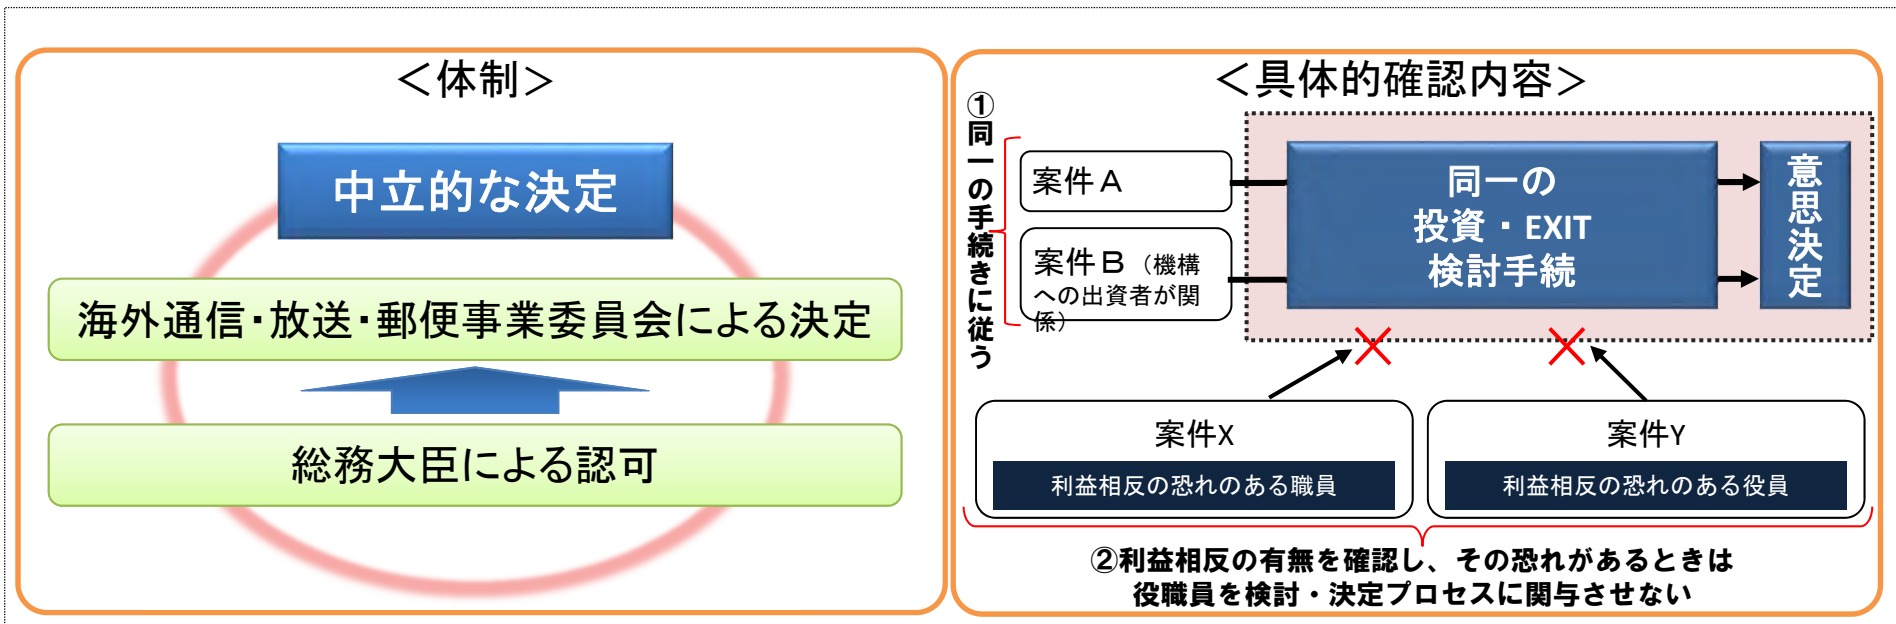 ＜体制＞
中立的な決定
海外通信・放送・郵便事業委員会による決定
総務大臣による認可
＜具体的確認内容＞
①同一の手続きに従う
案件Ａ
案件Ｂ（機構
への出資者が関
係）
同一の
投資・EXIT
検討手続
意思決定
案件X
利益相反の恐れのある職員
案件Y
利益相反の恐れのある役員
②利益相反の有無を確認し、その恐れがあるときは
役職員を検討・決定プロセスに関与させない